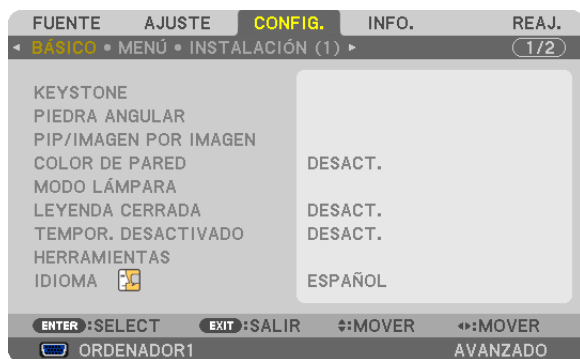 FUENTE AJUSTE CONFIG. INFO. REAJ.
BÁSICO • MENÚ • INSTALACIÓN (1) 1/2
KEYSTONE
PIEDRA ANGULAR
PIP/IMAGEN POR IMAGEN
COLOR DE PARED DESACT.
MODO LÁMPARA
LEYENDA CERRADA DESACT.
TEMPOR. DESACTIVADO DESACT.
HERRAMIENTAS
IDIOMA ESPAÑOL
ENTER :SELECT EXIT :SALIR :MOVER :MOVER
ORDENADOR1 AVANZADO